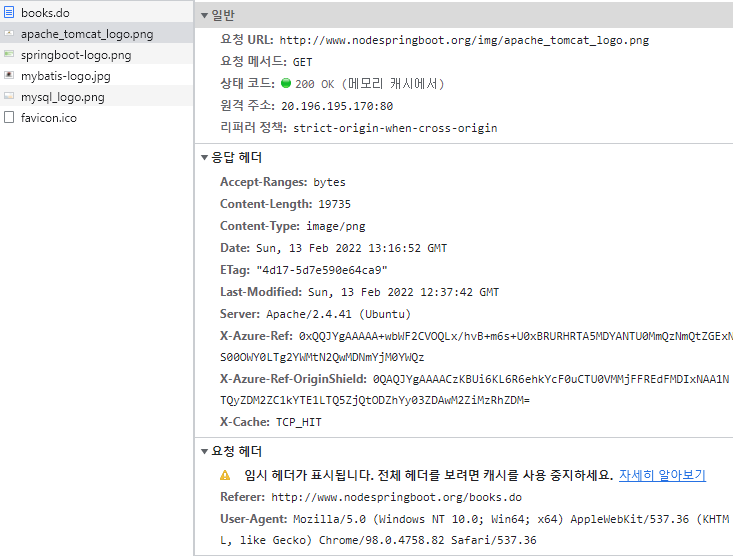 books.do
apache_tomcat_logo.png
springboot-logo.png
mybatis-logo.jpg
mysql_logo.png
favicon.ico
일반
요청 URL: http://www.nodespringboot.org/img/apache_tomcat_logo.png
요청 메서드: GET
상태 코드: 200 OK (메모리 캐시에서)
원격 주소: 20.196.195.170:80
리퍼러 정책: strict-origin-when-cross-origin
응답 헤더
Accept-Ranges: bytes
Content-Length: 19735
Content-Type: image/png
Date: Sun, 13 Feb 2022 13:16:52 GMT
ETag: "4d17-5d7e590e64ca9"
Last-Modified: Sun, 13 Feb 2022 12:37:42 GMT
Server: Apache/2.4.41 (Ubuntu)
X-Azure-Ref: 0xQQJYgAAAAA+wbWF2CVOQLx/hvB+m6s+U0xBRURHRTA5MDYANTU0MmQzNmQtZGExN
S00OWY0LTg2YWMtN2QwMDNmYjM0YWQz
X-Azure-Ref-OriginShield: 0QAQJYgAAAACzKBUi6KL6R6ehkYcF0uCTU0VMMjFFREdFMDIxNAA1N
TQyZDM2ZC1kYTE1LTQ5ZjQtODZhYy03ZDAwM2ZiMzRhZDM=
X-Cache: TCP_HIT
요청 헤더
임시 헤더가 표시됩니다. 전체 헤더를 보려면 캐시를 사용 중지하세요. 자세히 알아보기
Referer: http://www.nodespringboot.org/books.do
User-Agent: Mozilla/5.0 (Windows NT 10.0; Win64; x64) AppleWebKit/537.36 (KHTM
L, like Gecko) Chrome/98.0.4758.82 Safari/537.36